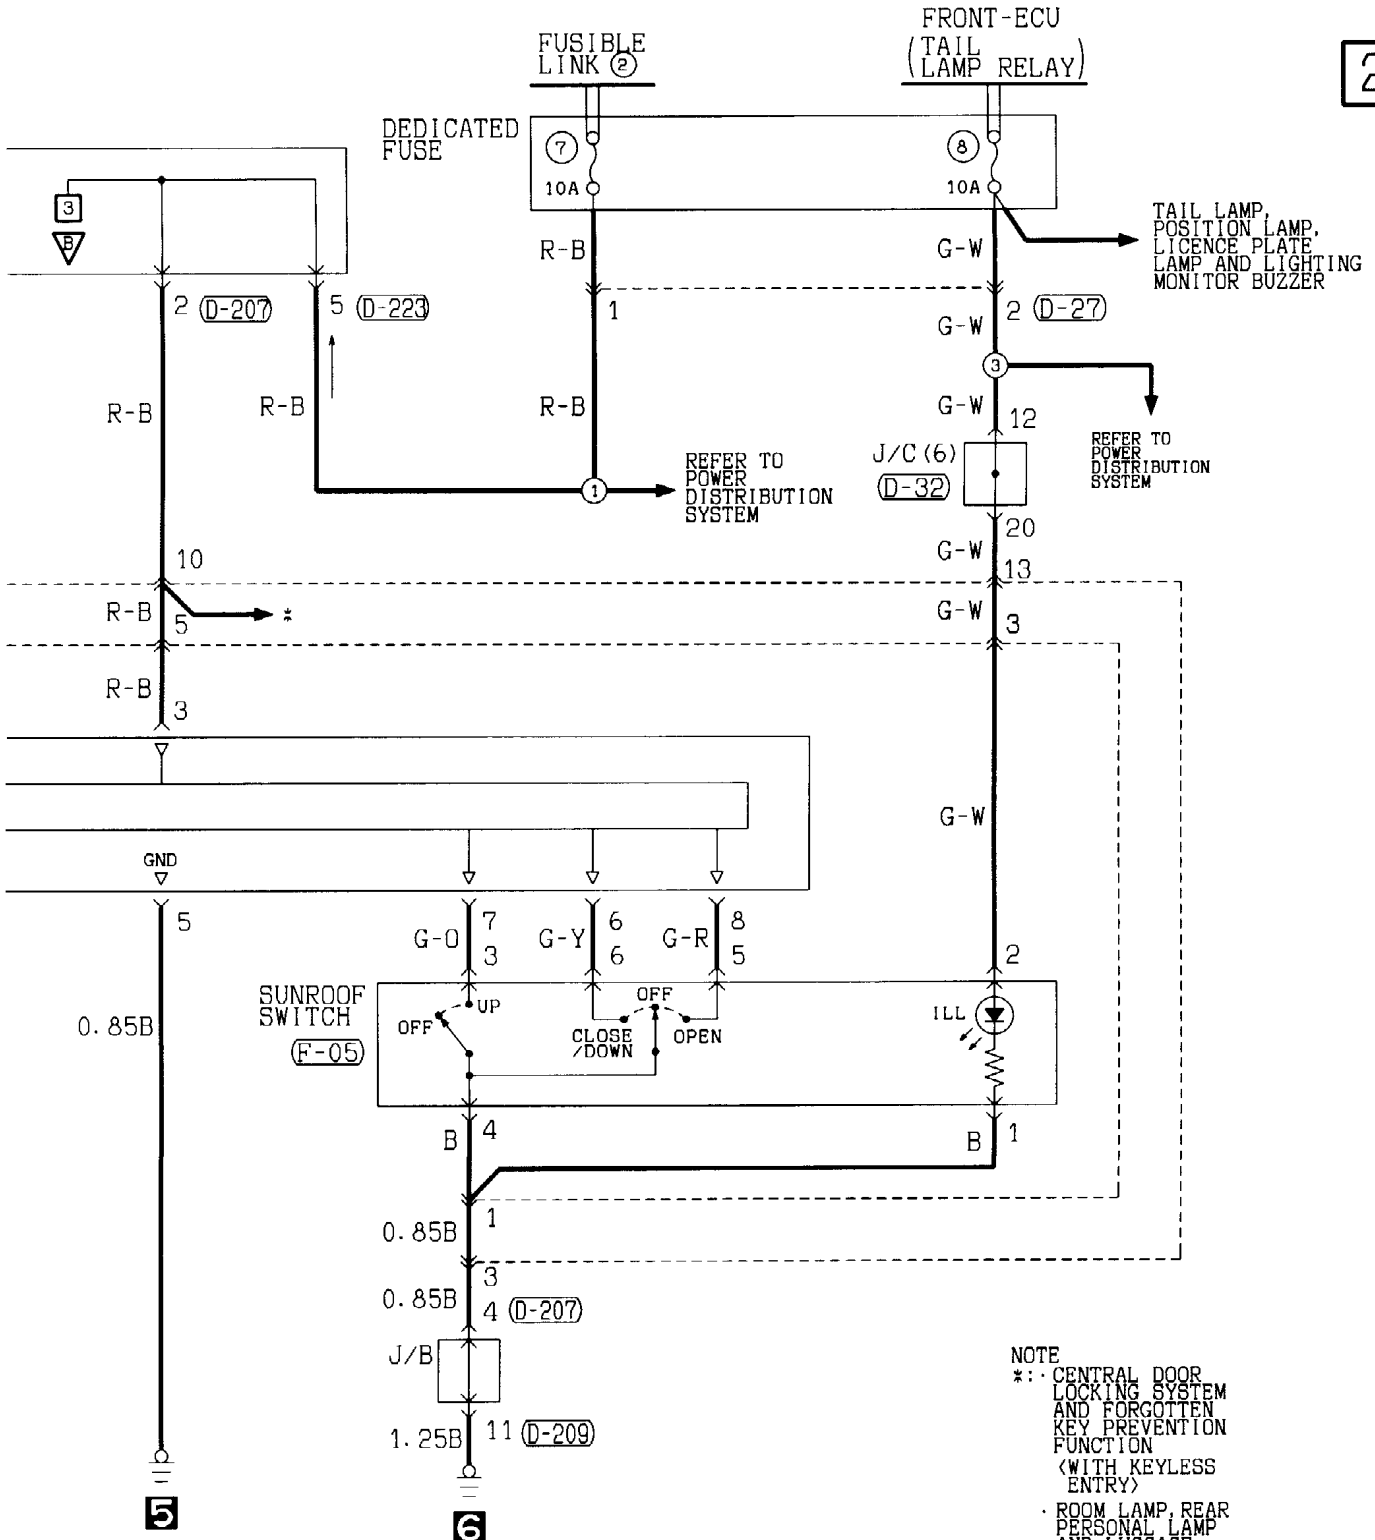 FRONT-ECU
(TAIL
LAMP RELAY)
FUSIBLE
LINK ②
DEDICATED
FUSE
⑦
10A
⑧
10A
3
B
TAIL LAMP,
POSITION LAMP,
LICENCE PLATE
LAMP AND LIGHTING
MONITOR BUZZER
R-B
G-W
2 (D-207)
5 (D-223)
1
2 (D-27)
G-W
③
R-B
R-B
R-B
G-W
12
REFER TO
POWER
DISTRIBUTION
SYSTEM
J/C(6)
(D-32)
①
REFER TO
POWER
DISTRIBUTION
SYSTEM
20
G-W
13
10
R-B
5
*
G-W
3
R-B
3
G-W
GND
5
7
G-O
3
6
G-Y
6
8
G-R
5
2
SUNROOF
SWITCH
(F-05)
OFF
UP
OFF
CLOSE
/DOWN
OPEN
ILL
0.85B
B
4
B
1
1
0.85B
3
0.85B
4 (D-207)
J/B
1.25B
11 (D-209)
5
6
NOTE
*:· CENTRAL DOOR
LOCKING SYSTEM
AND FORGOTTEN
KEY PREVENTION
FUNCTION
<WITH KEYLESS
ENTRY>
· ROOM LAMP, REAR
PERSONAL LAMP